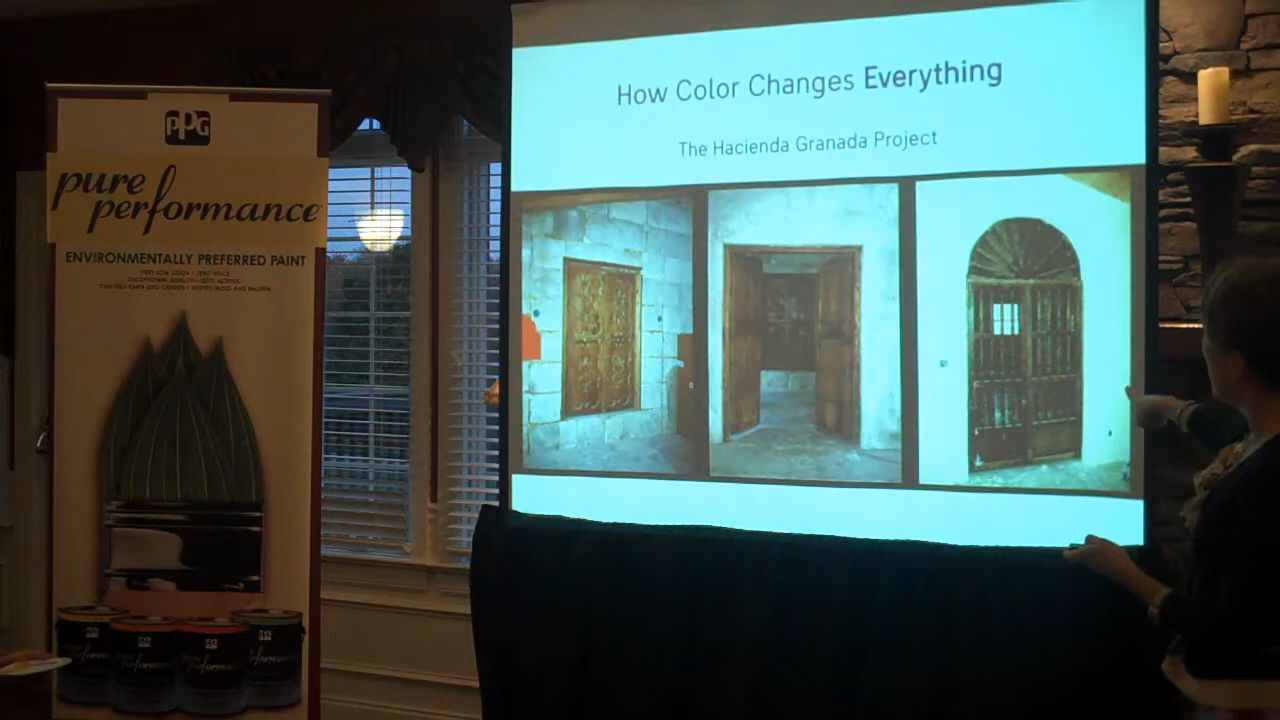 PPG
pure
performance
ENVIRONMENTALLY PREFERRED PAINT
How Color Changes Everything
The Hacienda Granada Project